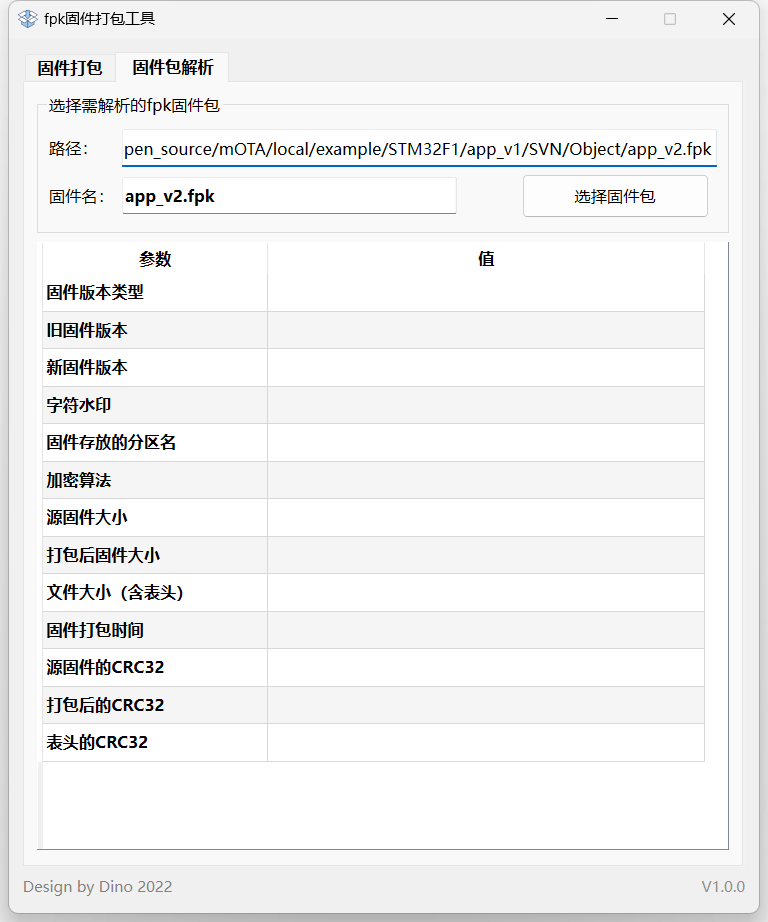 fpk固件打包工具
固件打包 固件包解析
选择需解析的fpk固件包
路径： pen_source/mOTA/local/example/STM32F1/app_v1/SVN/Object/app_v2.fpk
固件名： app_v2.fpk 选择固件包
参数 值
固件版本类型
旧固件版本
新固件版本
字符水印
固件存放的分区名
加密算法
源固件大小
打包后固件大小
文件大小（含表头）
固件打包时间
源固件的CRC32
打包后的CRC32
表头的CRC32
Design by Dino 2022 V1.0.0